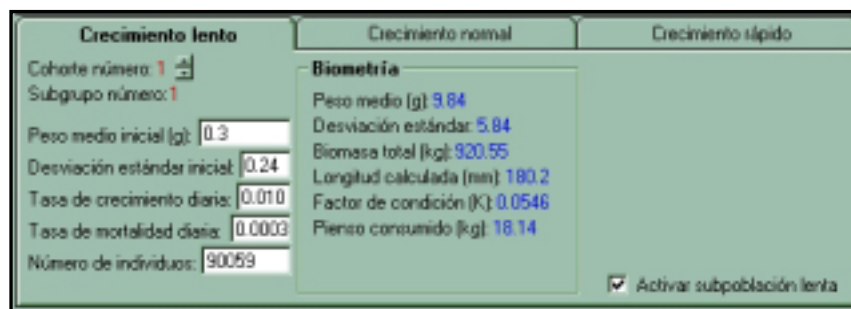 Crecimiento lento
Crecimiento normal
Crecimiento rápido
Cohorte número: 1
Subgrupo número: 1
Peso medio inicial (g): 0.3
Desviación estándar inicial: 0.24
Tasa de crecimiento diaria: 0.010
Tasa de mortalidad diaria: 0.0003
Número de individuos: 90059
Biometría
Peso medio (g): 9.84
Desviación estándar: 5.84
Biomasa total (kg): 920.55
Longitud calculada (mm): 180.2
Factor de condición (K): 0.0546
Pienso consumido (kg): 18.14
Activar subpoblación lenta